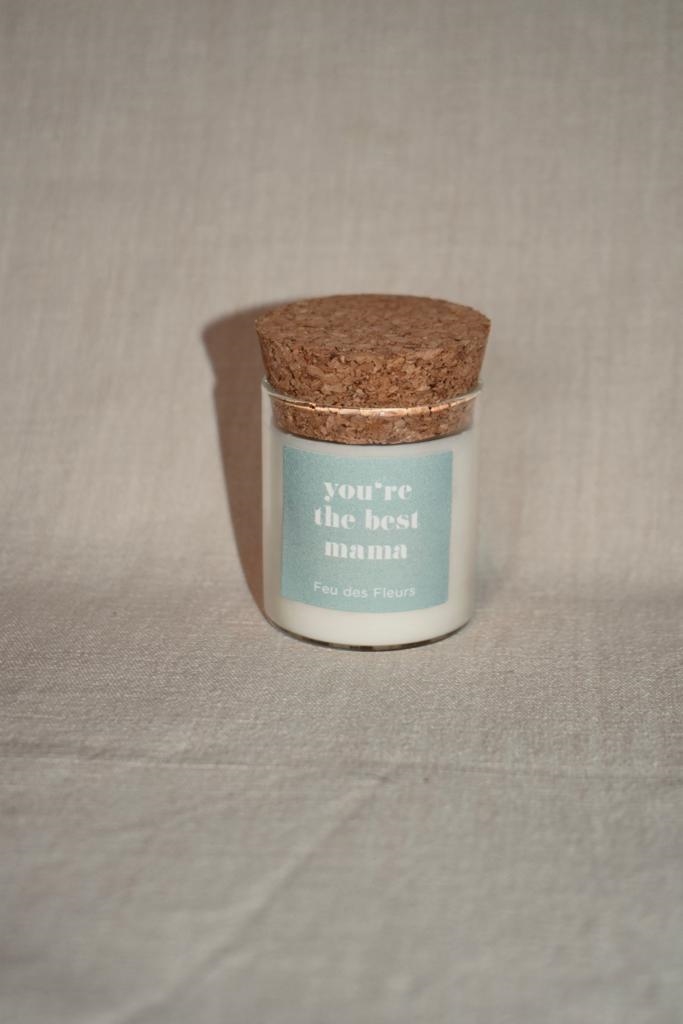 you‘re
the best
mama
Feu des Fleurs